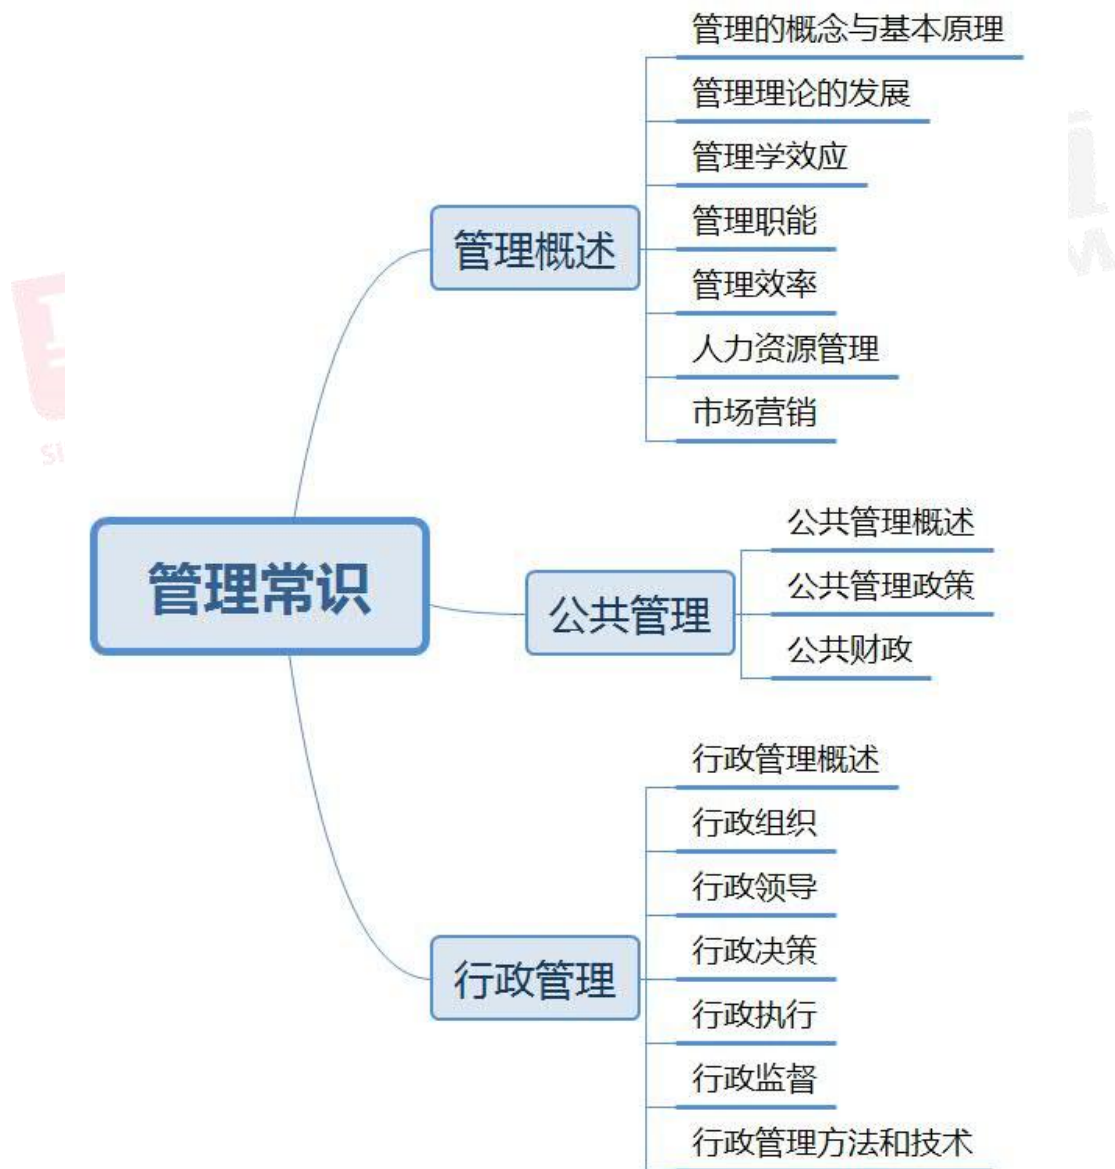 管理常识
管理概述
管理的概念与基本原理
管理理论的发展
管理学效应
管理职能
管理效率
人力资源管理
市场营销
公共管理
公共管理概述
公共管理政策
公共财政
行政管理
行政管理概述
行政组织
行政领导
行政决策
行政执行
行政监督
行政管理方法和技术